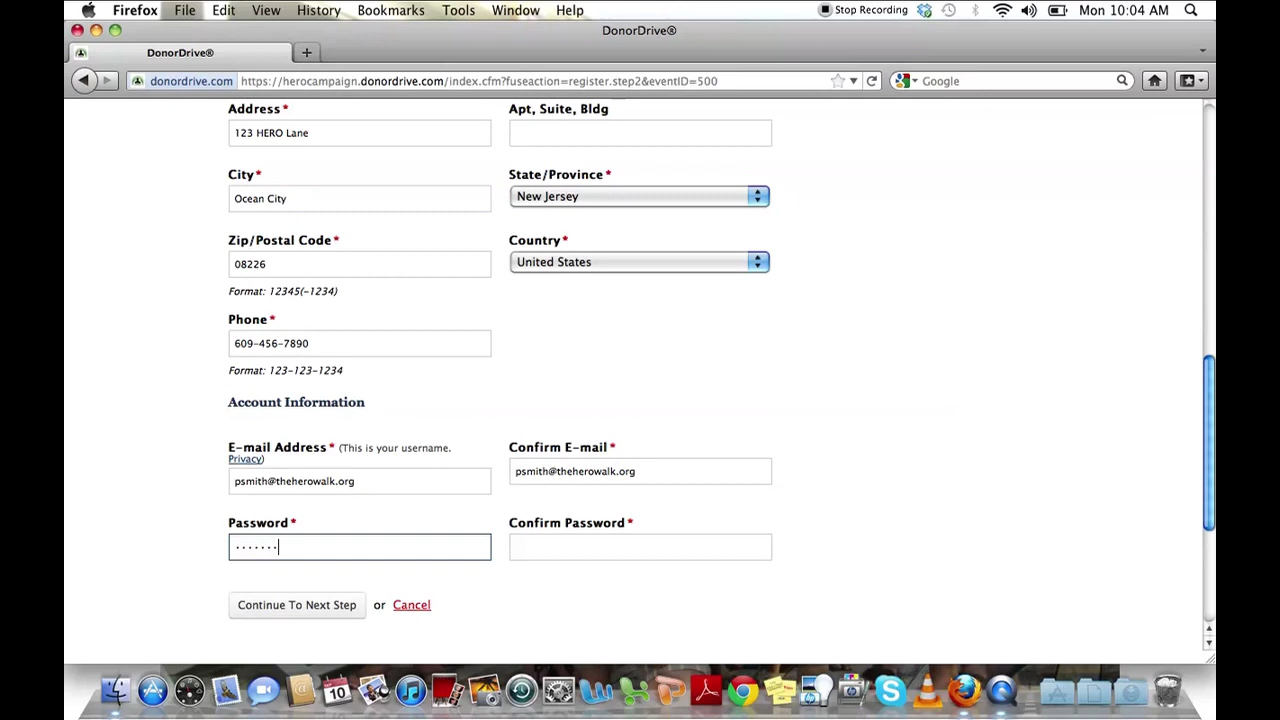 Firefox File Edit View History Bookmarks Tools Window Help Stop Recording Mon 10:04 AM
DonorDrive®
DonorDrive®
donordrive.com https://herocampaign.donordrive.com/index.cfm?fuseaction=register.step2&eventID=500 Google
Address* Apt, Suite, Bldg
123 HERO Lane
City* State/Province*
Ocean City New Jersey
Zip/Postal Code* Country*
08226 United States
Format: 12345(-1234)
Phone*
609-456-7890
Format: 123-123-1234
Account Information
E-mail Address* (This is your username. Confirm E-mail*
Privacy)
psmith@theherowalk.org psmith@theherowalk.org
Password* Confirm Password*
·······
Continue To Next Step or Cancel
10